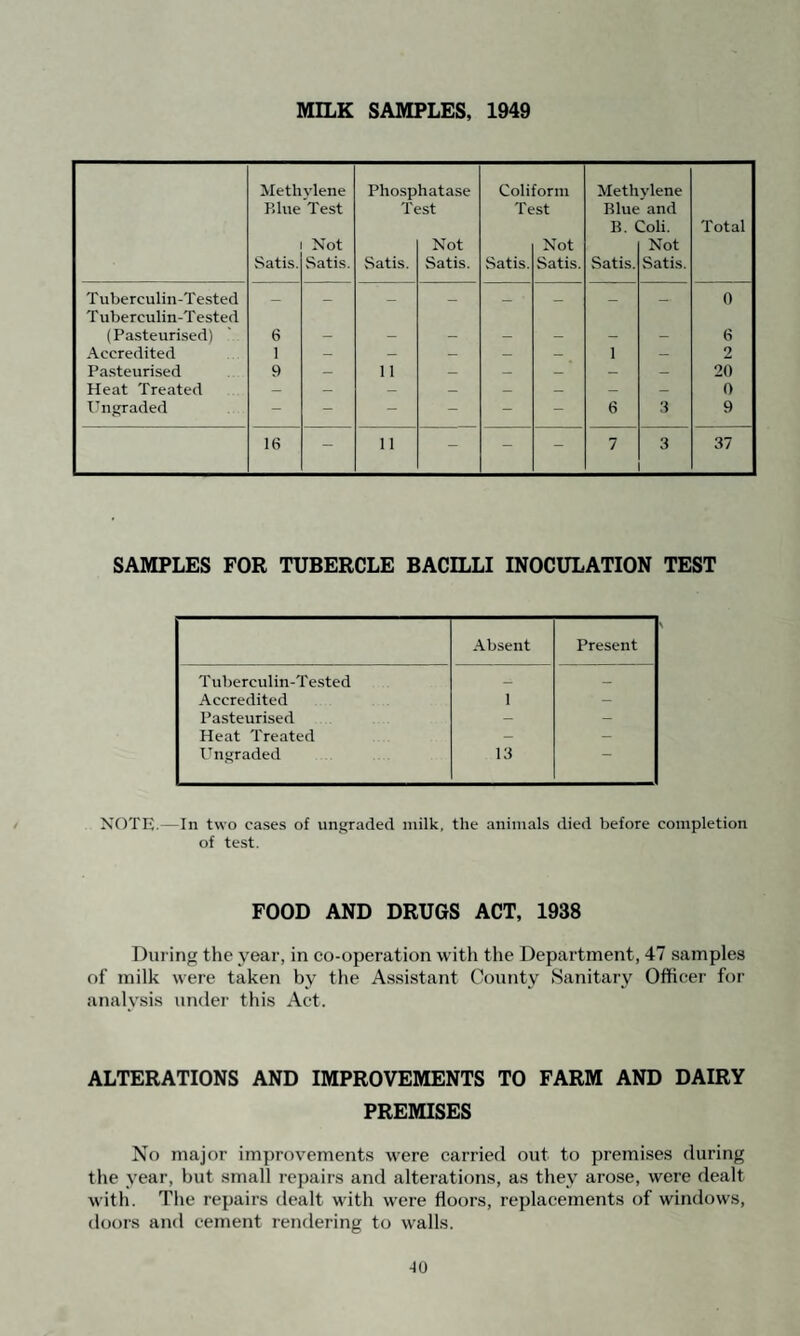 MILK SAMPLES, 1949
Methylene Blue Test | Phosphatase Test | Coliform Test | Methylene Blue and B. Coli. | Total
Satis. | Not Satis. | Satis. | Not Satis. | Satis. | Not Satis. | Satis. | Not Satis.
Tuberculin-Tested – – – – – – – – 0
Tuberculin-Tested
(Pasteurised) 6 – – – – – – – 6
Accredited 1 – – – – – 1 – 2
Pasteurised 9 – 11 – – – – – 20
Heat Treated – – – – – – – – 0
Ungraded – – – – – – 6 3 9
16 – 11 – – – 7 3 37
SAMPLES FOR TUBERCLE BACILLI INOCULATION TEST
Absent Present
Tuberculin-Tested – –
Accredited 1 –
Pasteurised – –
Heat Treated – –
Ungraded 13 –
NOTE.—In two cases of ungraded milk, the animals died before completion
of test.
FOOD AND DRUGS ACT, 1938
During the year, in co-operation with the Department, 47 samples
of milk were taken by the Assistant County Sanitary Officer for
analysis under this Act.
ALTERATIONS AND IMPROVEMENTS TO FARM AND DAIRY
PREMISES
No major improvements were carried out to premises during
the year, but small repairs and alterations, as they arose, were dealt
with. The repairs dealt with were floors, replacements of windows,
doors and cement rendering to walls.
40